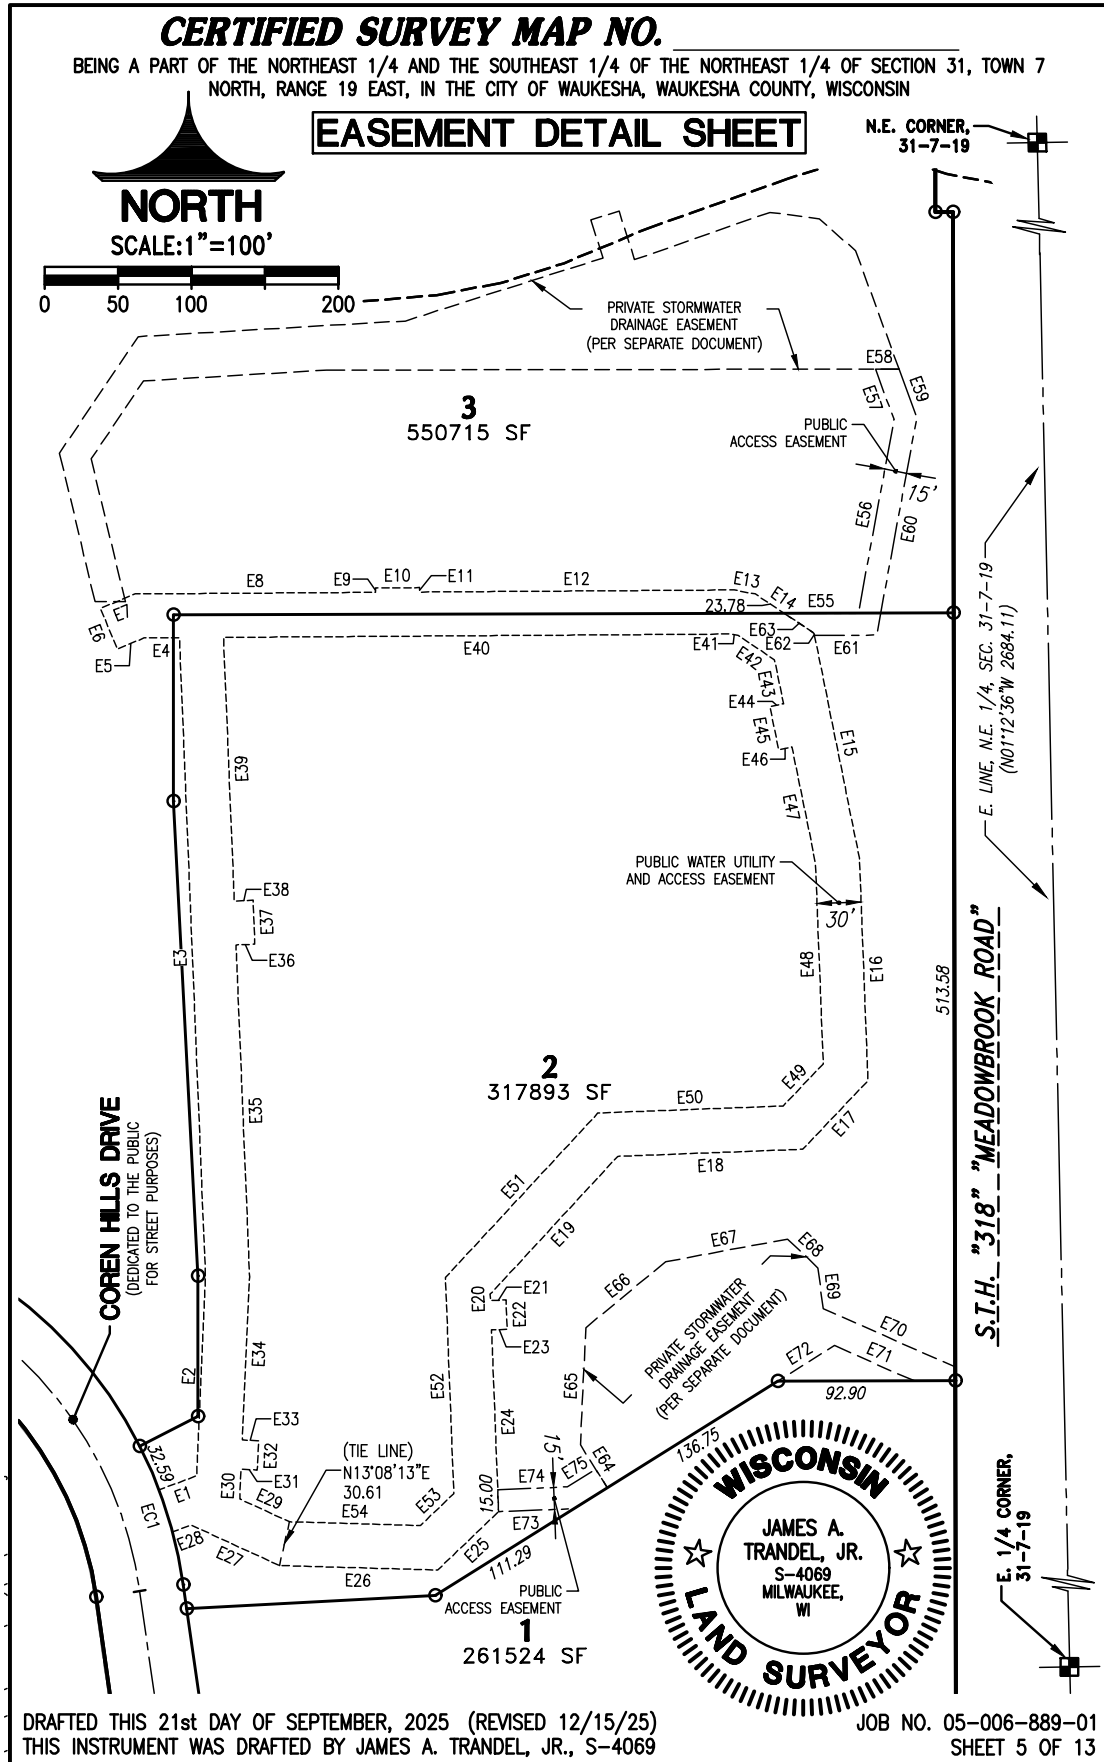 CERTIFIED SURVEY MAP NO.
BEING A PART OF THE NORTHEAST 1/4 AND THE SOUTHEAST 1/4 OF THE NORTHEAST 1/4 OF SECTION 31, TOWN 7
NORTH, RANGE 19 EAST, IN THE CITY OF WAUKESHA, WAUKESHA COUNTY, WISCONSIN
EASEMENT DETAIL SHEET
N.E. CORNER,
31-7-19
NORTH
SCALE:1"=100'
0 50 100 200
PRIVATE STORMWATER
DRAINAGE EASEMENT
(PER SEPARATE DOCUMENT)
E58
E59
E57
3
550715 SF
PUBLIC
ACCESS EASEMENT
15'
E56
E60
E8
E9
E10
E11
E12
E13
E14
E55
23.78
E7
E6
E5
E4
E40
E41
E63
E62
E61
E42
E43
E44
E45
E46
E15
E39
E47
E. LINE, N.E. 1/4, SEC. 31-7-19
(N01°12'36"W 2684.11)
PUBLIC WATER UTILITY
AND ACCESS EASEMENT
30'
E38
E37
E36
E3
E48
E16
513.58
S.T.H. "318" "MEADOWBROOK ROAD"
2
317893 SF
E49
E50
E17
E35
E18
E51
COREN HILLS DRIVE
(DEDICATED TO THE PUBLIC
FOR STREET PURPOSES)
E19
E67
E68
E66
E69
E20
E21
E22
E23
E70
PRIVATE STORMWATER
DRAINAGE EASEMENT
(PER SEPARATE DOCUMENT)
E72
E71
E34
E2
E52
E65
92.90
E24
136.75
E33
E32
E31
E30
E29
32.59
E1
EC1
(TIE LINE)
N13°08'13"E
30.61
E54
E53
15.00
15'
E74
E75
E64
E73
E28
E27
E26
E25
111.29
PUBLIC
ACCESS EASEMENT
1
261524 SF
WISCONSIN
JAMES A.
TRANDEL, JR.
S-4069
MILWAUKEE,
WI
LAND SURVEYOR
E. 1/4 CORNER,
31-7-19
DRAFTED THIS 21st DAY OF SEPTEMBER, 2025 (REVISED 12/15/25)
THIS INSTRUMENT WAS DRAFTED BY JAMES A. TRANDEL, JR., S-4069
JOB NO. 05-006-889-01
SHEET 5 OF 13